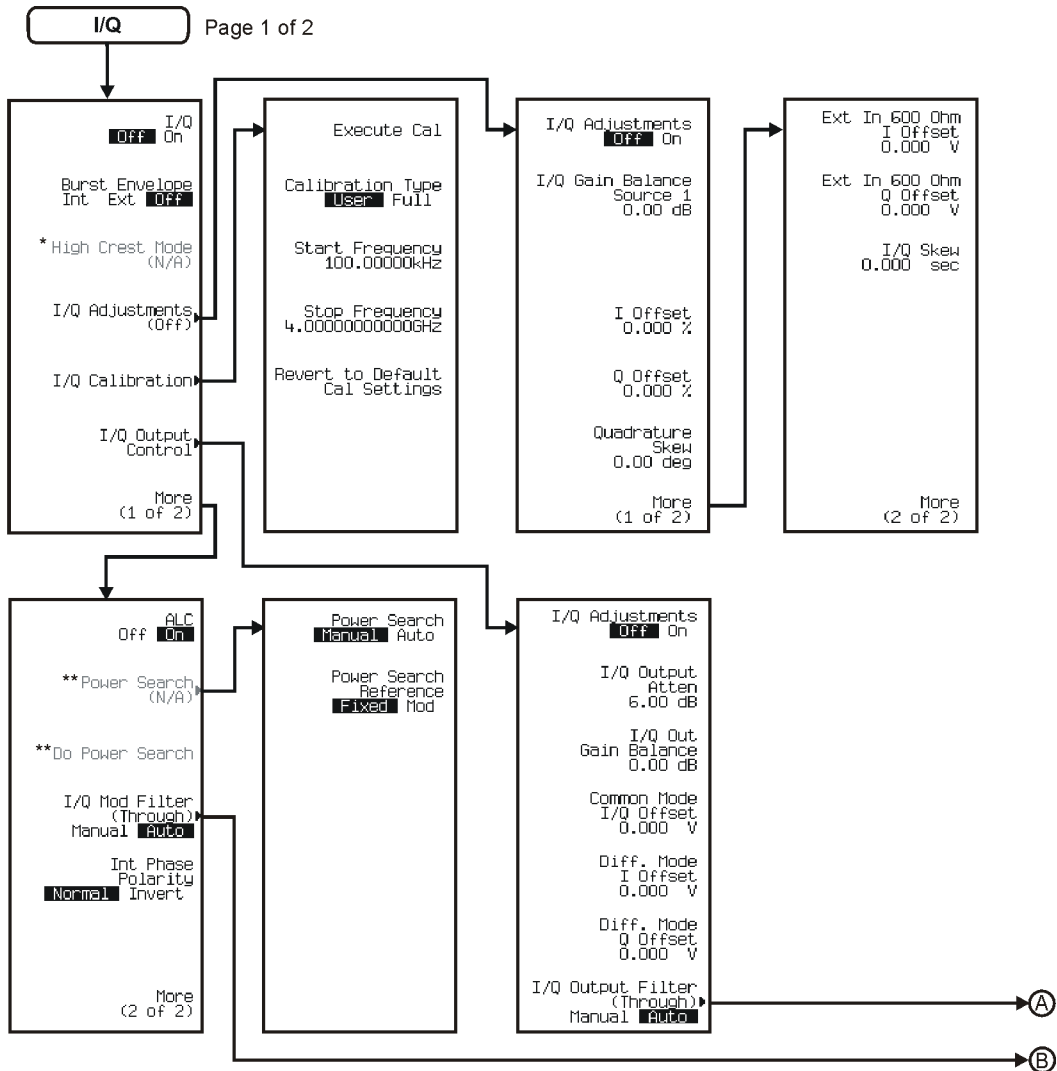 I/Q
Page 1 of 2
I/Q
Off On
Burst Envelope
Int Ext Off
*High Crest Mode
(N/A)
I/Q Adjustments
(Off)
I/Q Calibration
I/Q Output
Control
More
(1 of 2)
Execute Cal
Calibration Type
User Full
Start Frequency
100.00000kHz
Stop Frequency
4.00000000000GHz
Revert to Default
Cal Settings
I/Q Adjustments
Off On
I/Q Gain Balance
Source 1
0.00 dB
I Offset
0.000 %
Q Offset
0.000 %
Quadrature
Skew
0.00 deg
More
(1 of 2)
Ext In 600 Ohm
I Offset
0.000 V
Ext In 600 Ohm
Q Offset
0.000 V
I/Q Skew
0.000 sec
More
(2 of 2)
ALC
Off On
**Power Search
(N/A)
**Do Power Search
I/Q Mod Filter
(Through)
Manual Auto
Int Phase
Polarity
Normal Invert
More
(2 of 2)
Power Search
Manual Auto
Power Search
Reference
Fixed Mod
I/Q Adjustments
Off On
I/Q Output
Atten
6.00 dB
I/Q Out
Gain Balance
0.00 dB
Common Mode
I/Q Offset
0.000 V
Diff. Mode
I Offset
0.000 V
Diff. Mode
Q Offset
0.000 V
I/Q Output Filter
(Through)
Manual Auto
A
B